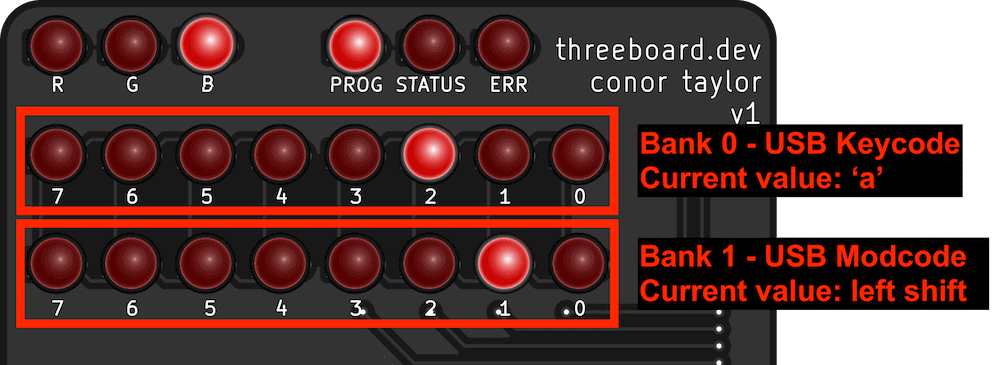 R G B PROG STATUS ERR
threeboard.dev
conor taylor
v1
7 6 5 4 3 2 1 0
Bank 0 - USB Keycode
Current value: ‘a’
7 6 5 4 3 2 1 0
Bank 1 - USB Modcode
Current value: left shift